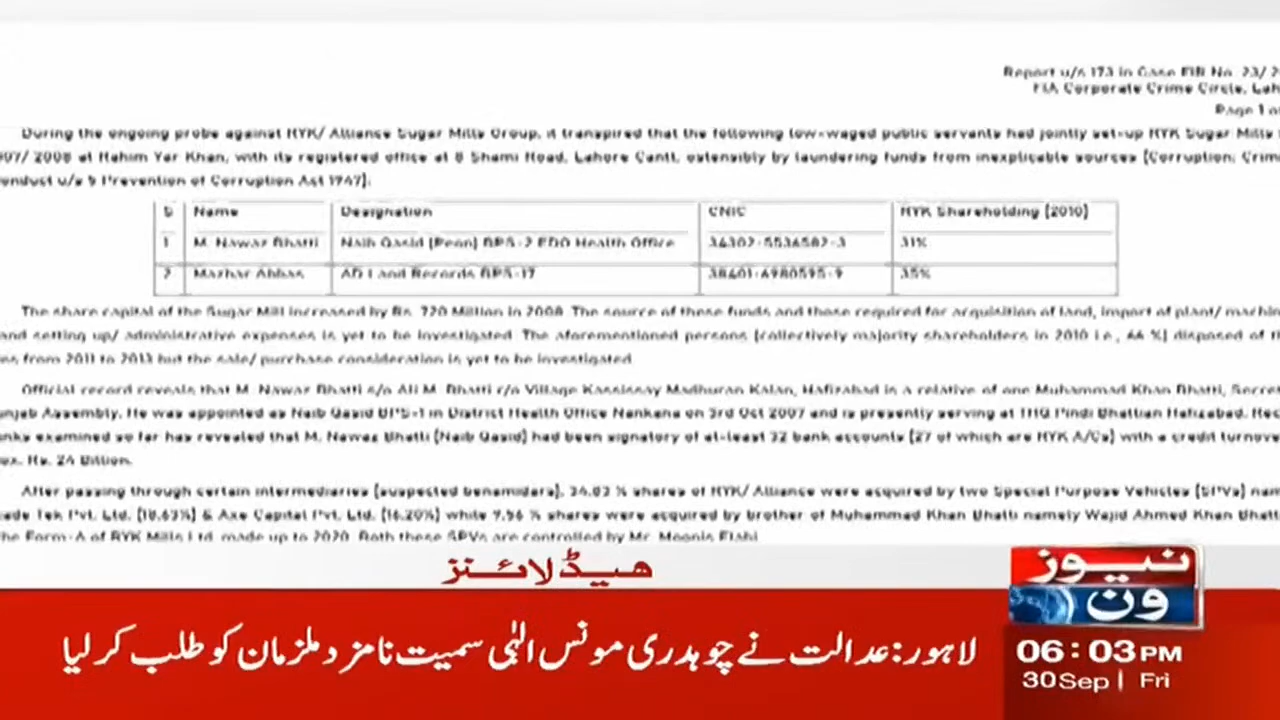 Report u/s 173 in Case FIR No. 23/ 2
FIA Corporate Crime Circle, Lah
Page 1 o
During the ongoing probe against RYK/ Alliance Sugar Mills Group, it transpired that the following low-waged public servants had jointly set-up RYK Sugar Mills
007/ 2008 at Rahim Yar Khan, with its registered office at 8 Shami Road, Lahore Cantt, ostensibly by laundering funds from inexplicable sources (Corruption; Crim
onduct u/s 5 Prevention of Corruption Act 1947);
S Name Designation CNIC RYK Shareholding (2010)
1 M. Nawaz Bhatti Naib Qasid (Peon) BPS-2 EDO Health Office 34302-5534582-3 31%
2 Mazhar Abbas AD Land Records BPS-17 38401-6980595-9 35%
The share capital of the Sugar Mill increased by Rs. 720 Million in 2008. The source of these funds and those required for acquisition of land, import of plant/ machin
and setting up/ administrative expenses is yet to be investigated. The aforementioned persons (collectively majority shareholders in 2010 i.e., 66 %) disposed of th
es from 2011 to 2013 but the sale/ purchase consideration is yet to be investigated.
Official record reveals that M. Nawaz Bhatti s/o Ali M. Bhatti r/o Village Kassissay Madhuran Kalan, Hafizabad is a relative of one Muhammad Khan Bhatti, Secret
unjab Assembly. He was appointed as Naib Qasid BPS-1 in District Health Office Nankana on 3rd Oct 2007 and is presently serving at THQ Pindi Bhattian Hafizabad. Rec
nks examined so far has revealed that M. Nawaz Bhatti (Naib Qasid) had been signatory of at-least 32 bank accounts (27 of which are RYK A/Cs) with a credit turnove
ox. Rs. 24 Billion.
After passing through certain intermediaries (suspected benamidars), 34.83 % shares of RYK/ Alliance were acquired by two Special Purpose Vehicles (SPVs) nam
ade Tek Pvt. Ltd. (18.63%) & Axe Capital Pvt. Ltd. (16.20%) while 9.56 % shares were acquired by brother of Muhammad Khan Bhatti namely Wajid Ahmed Khan Bhatt
he Form-A of RYK Mills Ltd. made up to 2020. Both these SPVs are controlled by Mr. Moonis Elahi
ہیڈ لائنز
نیوز
ون
لاہور: عدالت نے چوہدری مونس الٰہی سمیت نامزد ملزمان کو طلب کر لیا
06:03PM
30Sep | Fri